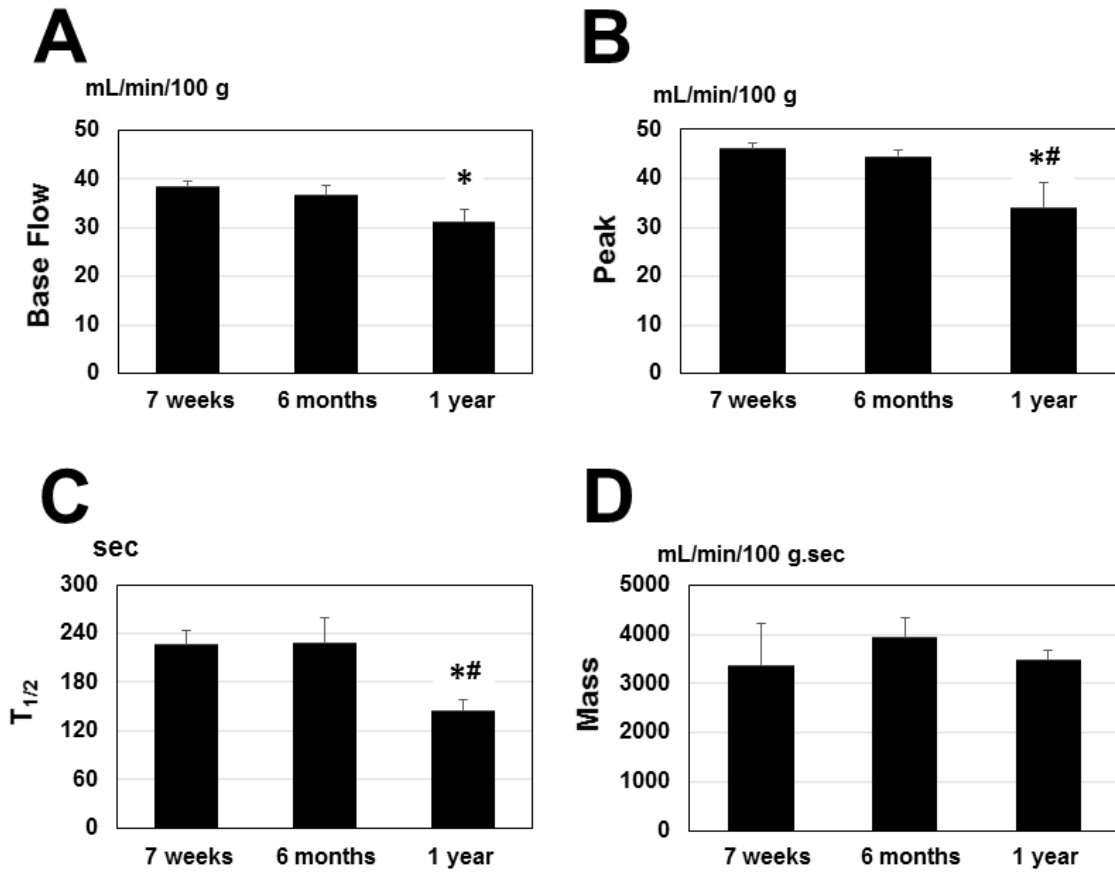 A
mL/min/100 g
Base Flow
50
40
30
20
10
0
*
7 weeks 6 months 1 year
B
mL/min/100 g
Peak
50
40
30
20
10
0
*#
7 weeks 6 months 1 year
C
sec
T1/2
300
240
180
120
60
0
*#
7 weeks 6 months 1 year
D
mL/min/100 g.sec
Mass
5000
4000
3000
2000
1000
0
7 weeks 6 months 1 year